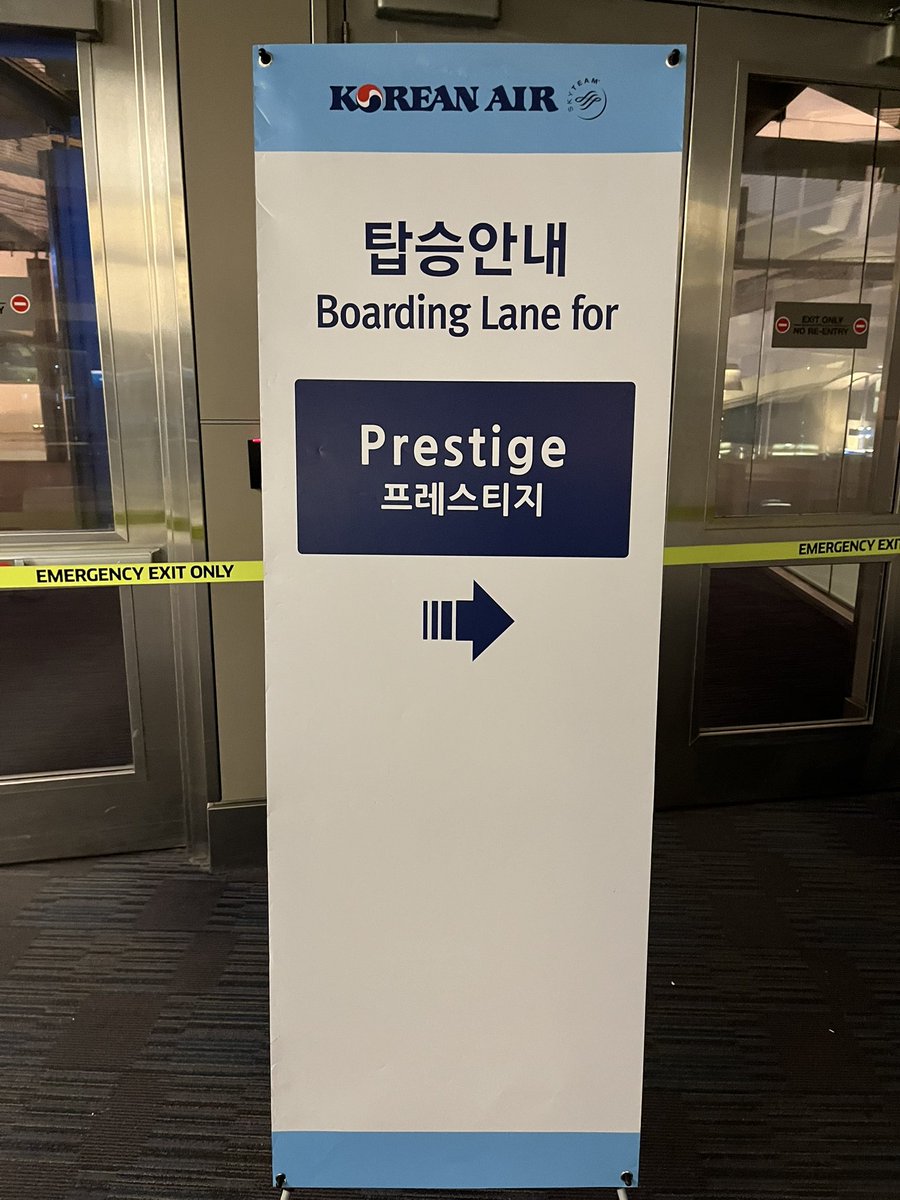 KOREAN AIR
SKYTEAM
탑승안내
Boarding Lane for
Prestige
프레스티지
EXIT ONLY
NO RE-ENTRY
EMERGENCY EXIT ONLY
EMERGENCY EXIT